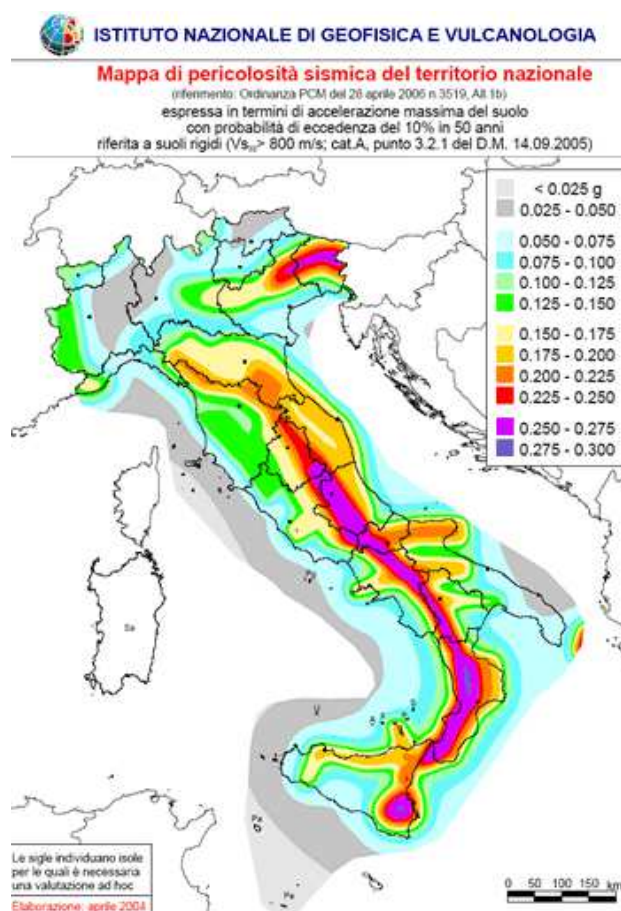 ISTITUTO NAZIONALE DI GEOFISICA E VULCANOLOGIA
Mappa di pericolosità sismica del territorio nazionale
(riferimento: Ordinanza PCM del 28 aprile 2006 n.3519, All.1b)
espressa in termini di accelerazione massima del suolo
con probabilità di eccedenza del 10% in 50 anni
riferita a suoli rigidi (Vs₃₀> 800 m/s; cat.A, punto 3.2.1 del D.M. 14.09.2005)
< 0.025 g
0.025 - 0.050
0.050 - 0.075
0.075 - 0.100
0.100 - 0.125
0.125 - 0.150
0.150 - 0.175
0.175 - 0.200
0.200 - 0.225
0.225 - 0.250
0.250 - 0.275
0.275 - 0.300
Sa
Pa
Le sigle individuano isole
per le quali è necessaria
una valutazione ad hoc
Elaborazione: aprile 2004
0 50 100 150 km